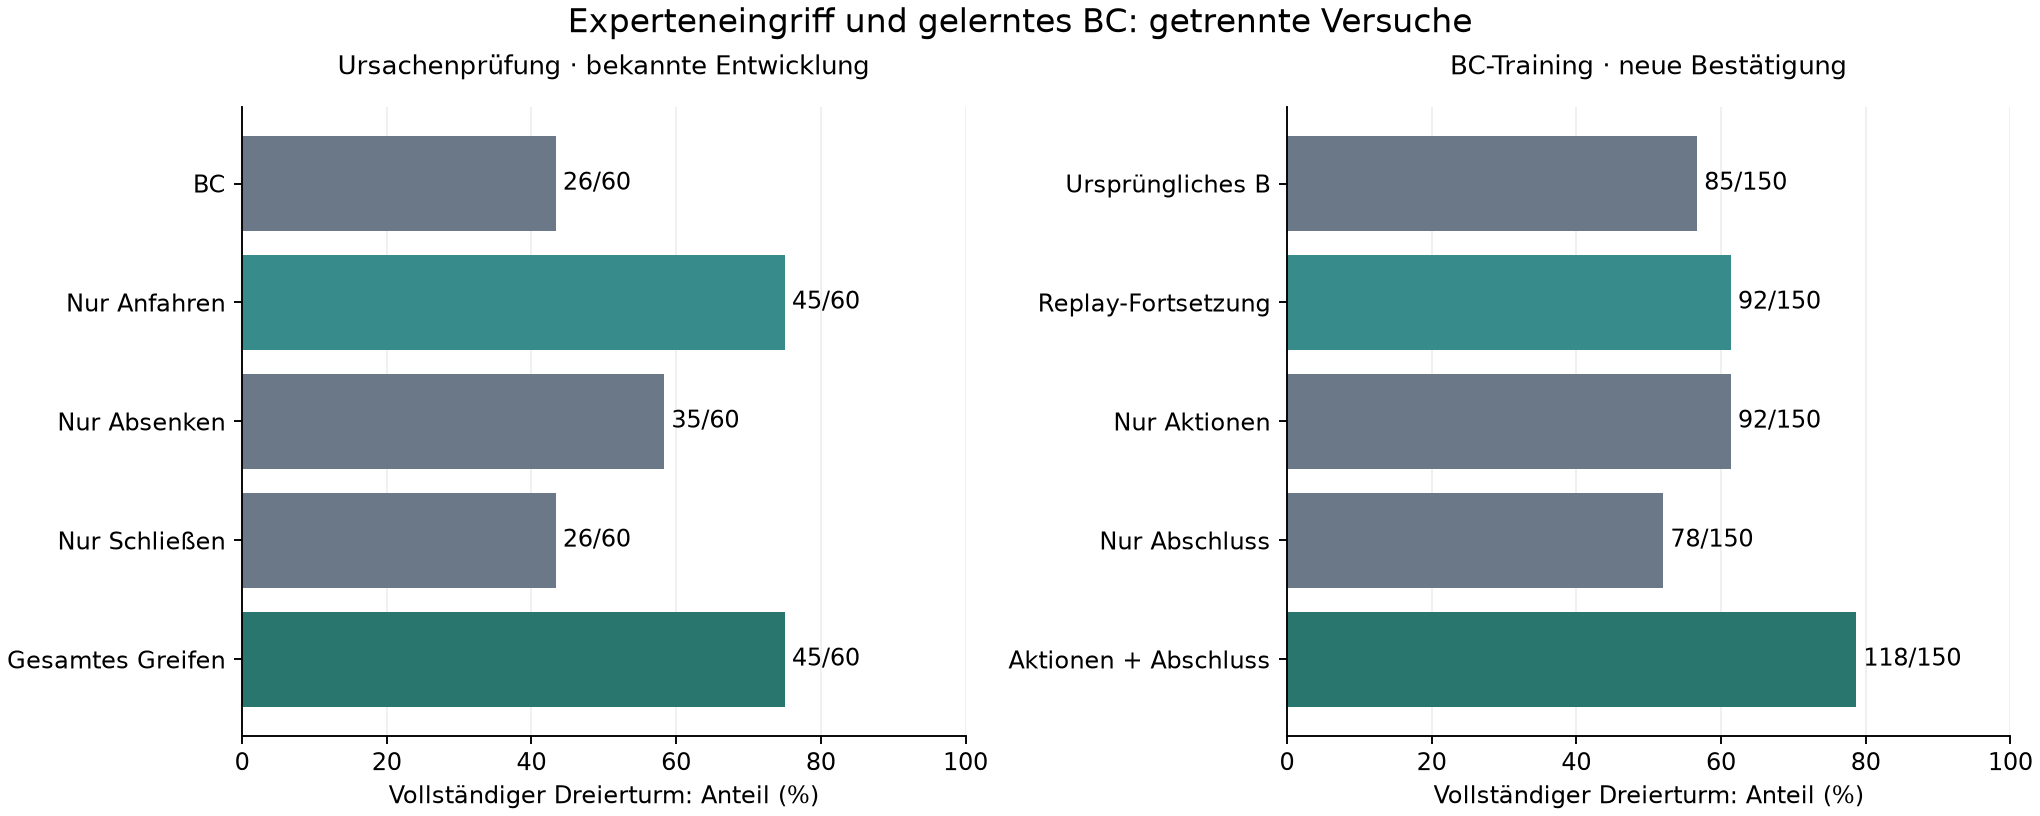 Experteneingriff und gelerntes BC: getrennte Versuche
Ursachenprüfung · bekannte Entwicklung
BC
26/60
Nur Anfahren
45/60
Nur Absenken
35/60
Nur Schließen
26/60
Gesamtes Greifen
45/60
0 20 40 60 80 100
Vollständiger Dreierturm: Anteil (%)
BC-Training · neue Bestätigung
Ursprüngliches B
85/150
Replay-Fortsetzung
92/150
Nur Aktionen
92/150
Nur Abschluss
78/150
Aktionen + Abschluss
118/150
0 20 40 60 80 100
Vollständiger Dreierturm: Anteil (%)